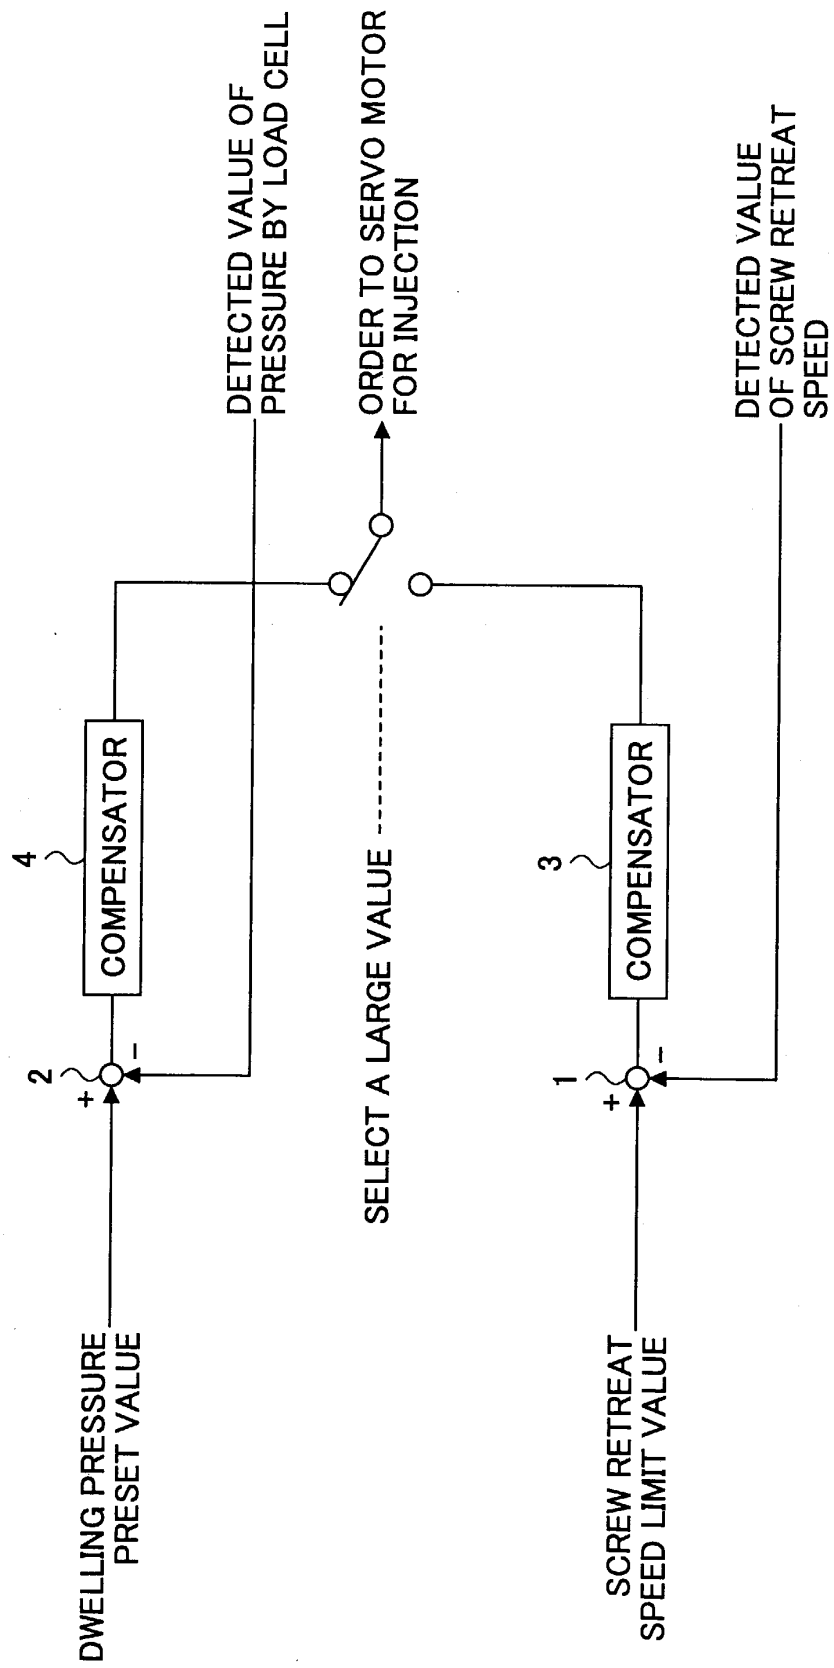 DWELLING PRESSURE
PRESET VALUE
2
+
−
4
COMPENSATOR
DETECTED VALUE OF
PRESSURE BY LOAD CELL
SELECT A LARGE VALUE
ORDER TO SERVO MOTOR
FOR INJECTION
SCREW RETREAT
SPEED LIMIT VALUE
1
+
−
3
COMPENSATOR
DETECTED VALUE
OF SCREW RETREAT
SPEED